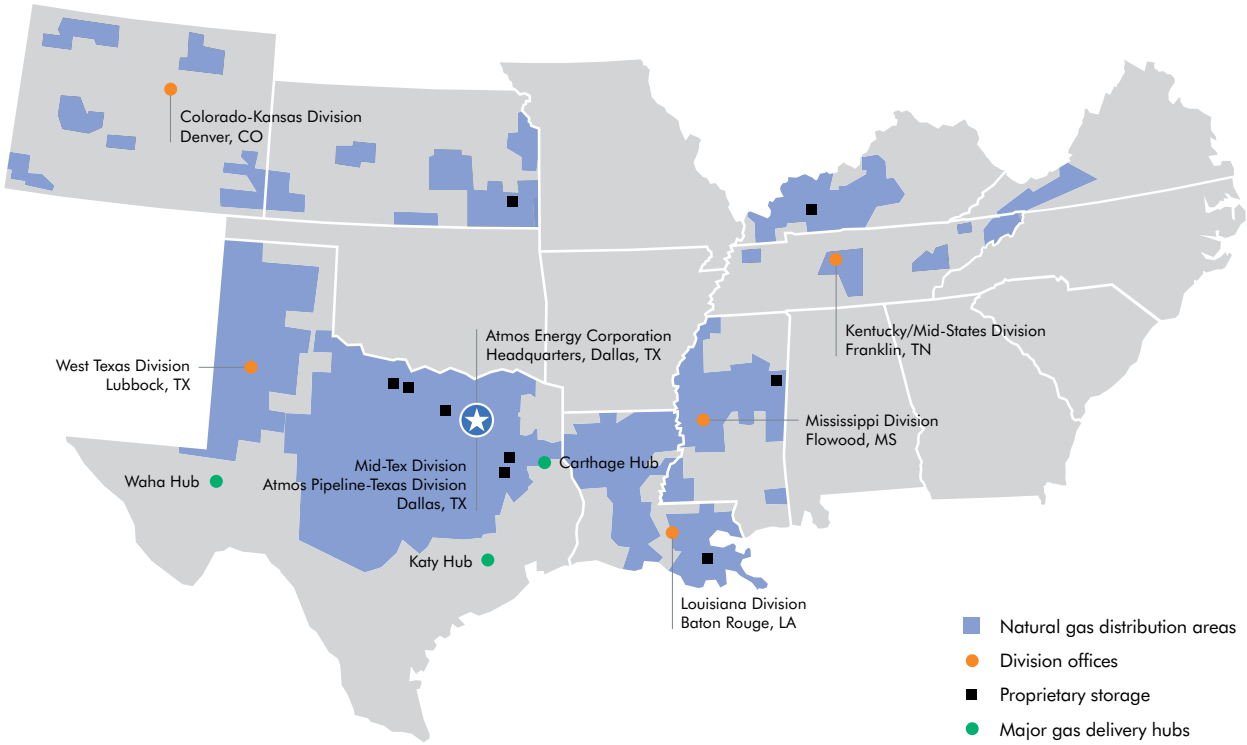 Colorado-Kansas Division
Denver, CO
Atmos Energy Corporation
Headquarters, Dallas, TX
Kentucky/Mid-States Division
Franklin, TN
West Texas Division
Lubbock, TX
Mississippi Division
Flowood, MS
Mid-Tex Division
Atmos Pipeline-Texas Division
Dallas, TX
Carthage Hub
Waha Hub
Katy Hub
Louisiana Division
Baton Rouge, LA
Natural gas distribution areas
Division offices
Proprietary storage
Major gas delivery hubs